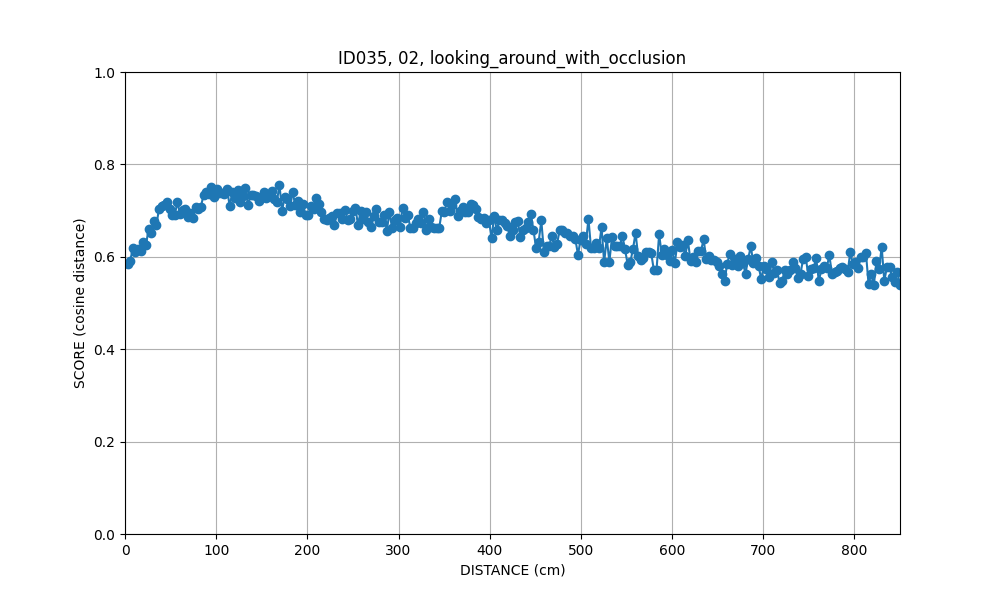 ID035, 02, looking_around_with_occlusion
1.0
0.8
0.6
0.4
0.2
0.0
SCORE (cosine distance)
0 100 200 300 400 500 600 700 800
DISTANCE (cm)